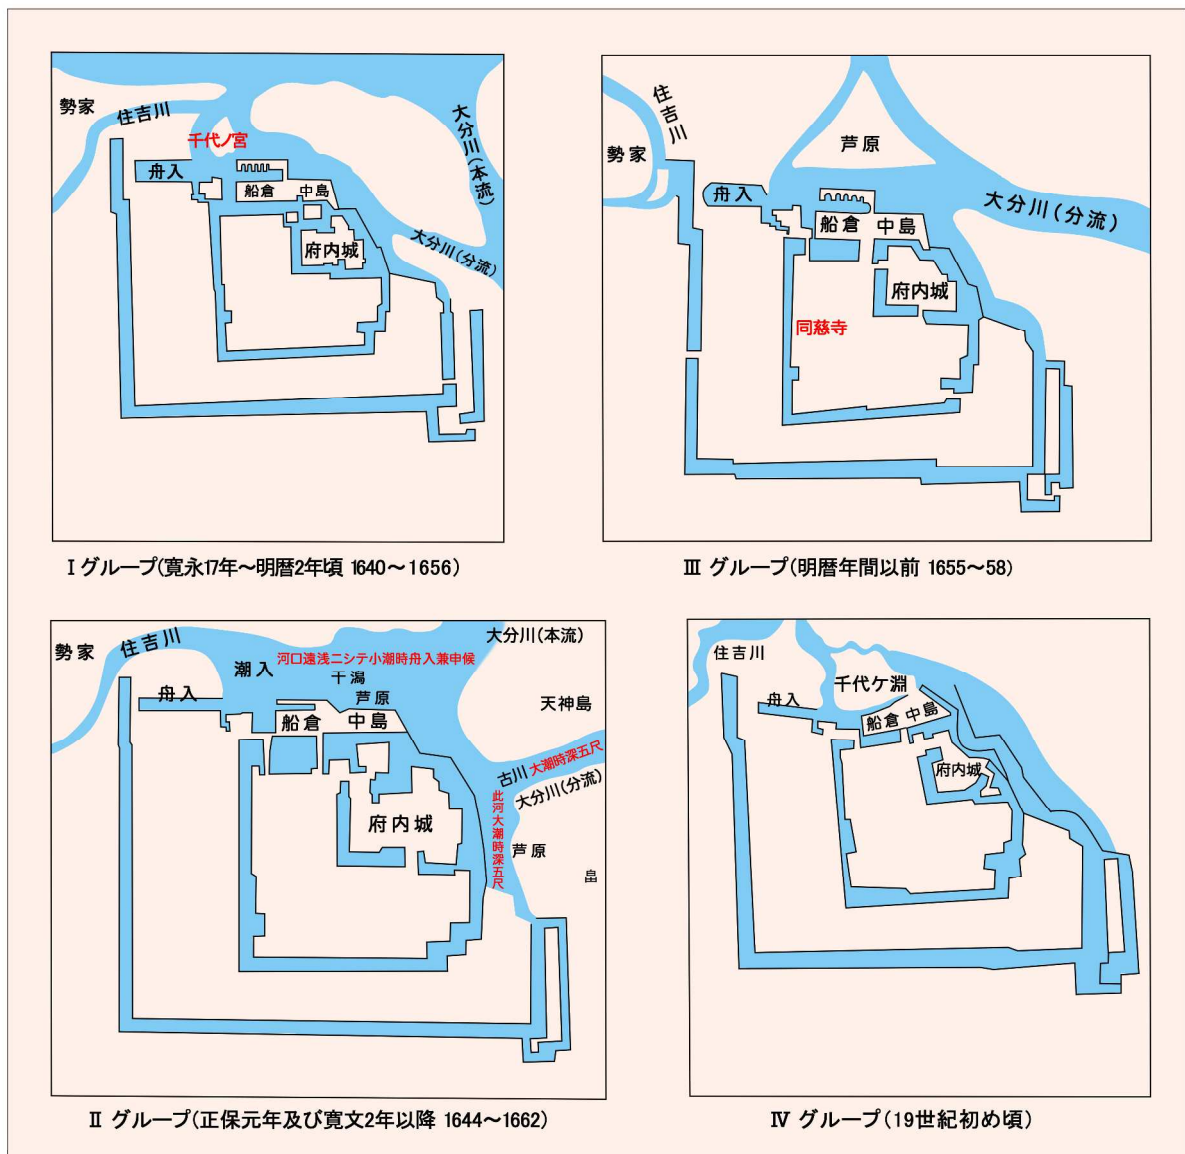 勢家
住吉川
千代ノ宮
舟入
船倉
中島
府内城
大分川(本流)
大分川(分流)
Ⅰグループ(寛永17年～明暦2年頃 1640～1656)
住吉川
勢家
芦原
舟入
船倉
中島
大分川(分流)
府内城
同慈寺
Ⅲ グループ(明暦年間以前 1655～58)
勢家
住吉川
潮入
河口遠浅ニシテ小潮時舟入兼申候
干潟
芦原
舟入
船倉
中島
府内城
大分川(本流)
天神島
古川
大潮時深五尺
大分川(分流)
此河大潮時深五尺
芦原
畠
Ⅱ グループ(正保元年及び寛文2年以降 1644～1662)
住吉川
舟入
千代ケ淵
船倉
中島
府内城
Ⅳ グループ(19世紀初め頃)